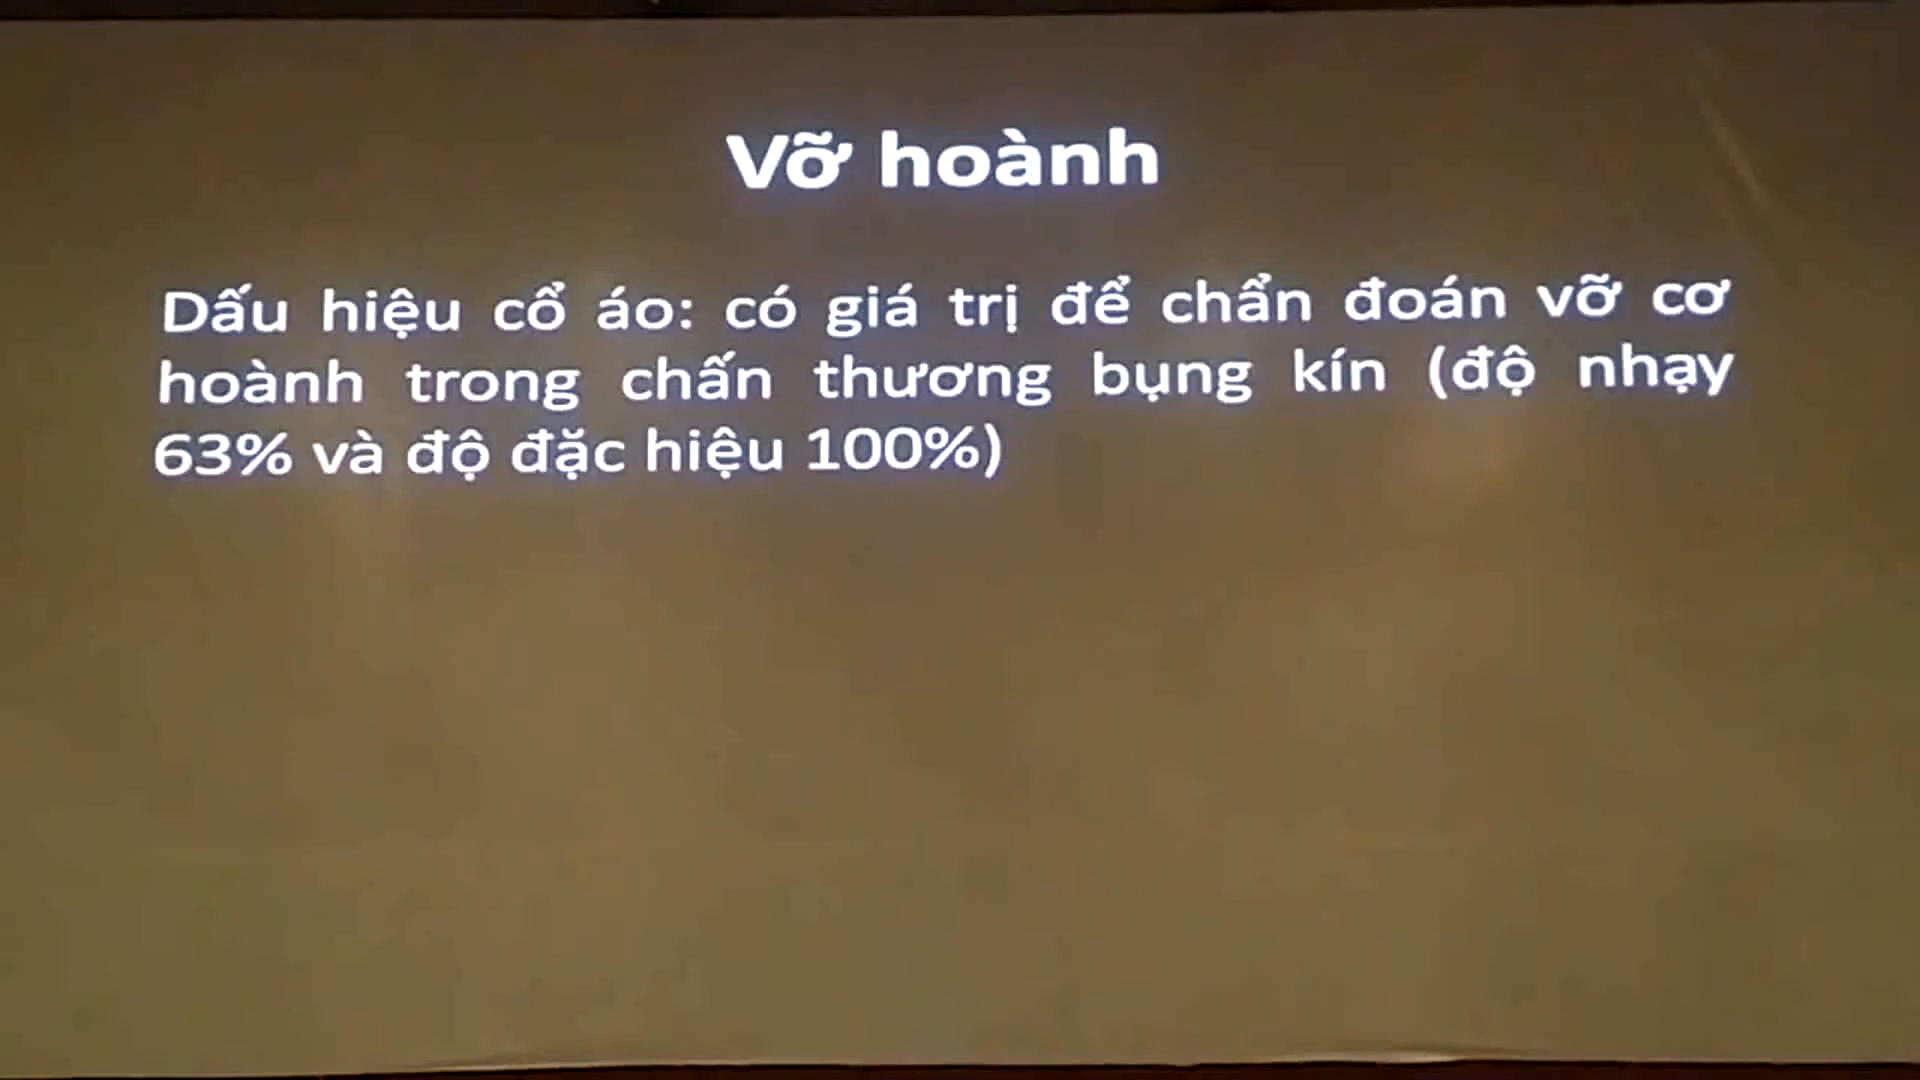 Vỡ hoành
Dấu hiệu cổ áo: có giá trị để chẩn đoán vỡ cơ
hoành trong chấn thương bụng kín (độ nhạy
63% và độ đặc hiệu 100%)